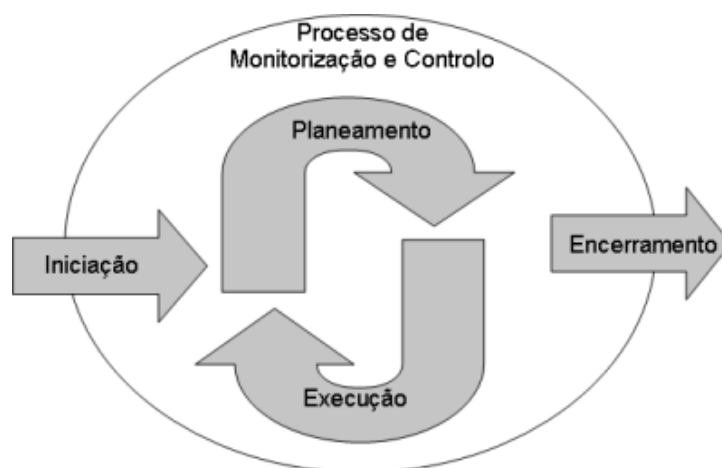 Processo de
Monitorização e Controlo
Planeamento
Iniciação
Encerramento
Execução